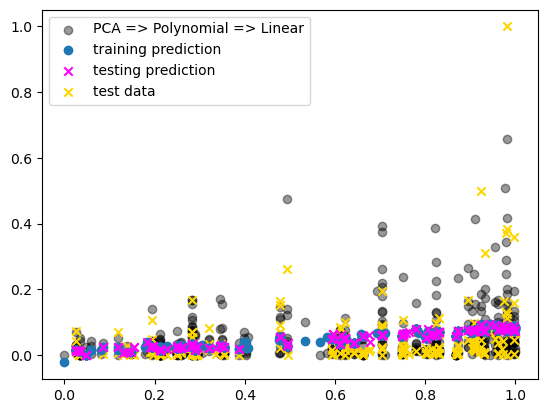 1.0
0.8
0.6
0.4
0.2
0.0
PCA => Polynomial => Linear
training prediction
testing prediction
test data
0.0 0.2 0.4 0.6 0.8 1.0